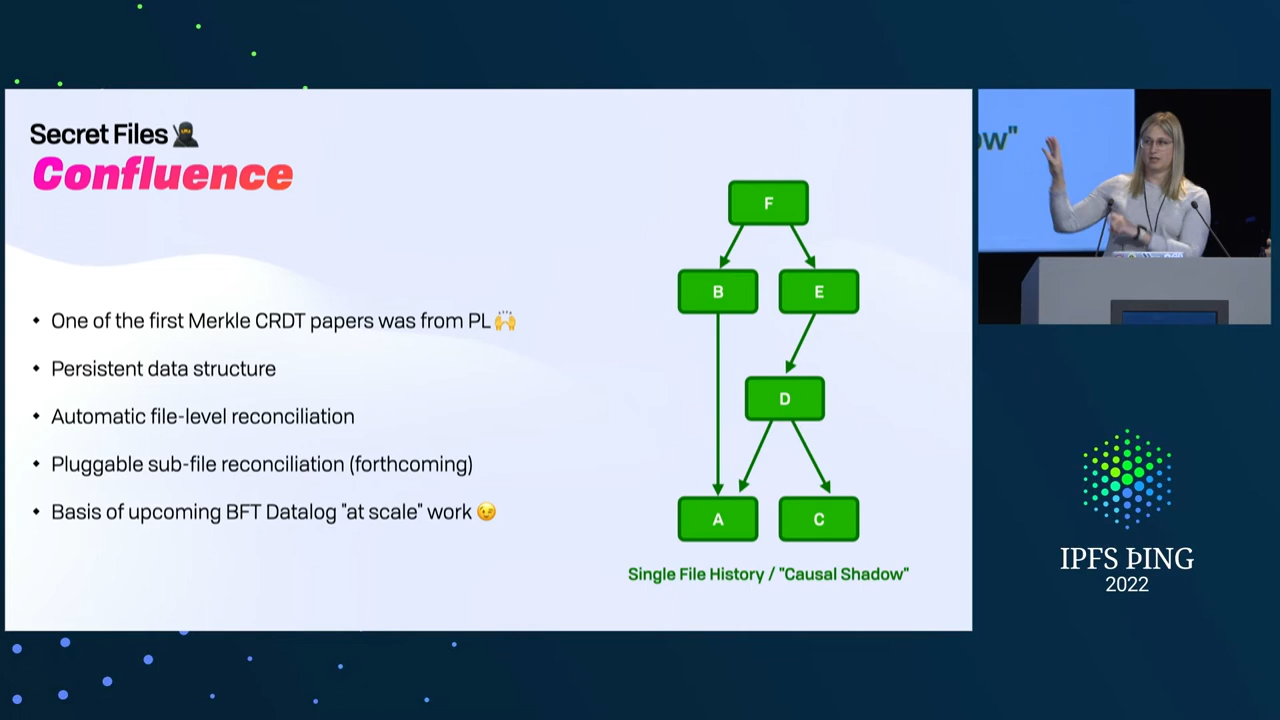 Secret Files
Confluence
• One of the first Merkle CRDT papers was from PL
• Persistent data structure
• Automatic file-level reconciliation
• Pluggable sub-file reconciliation (forthcoming)
• Basis of upcoming BFT Datalog "at scale" work
F
B
E
D
A
C
Single File History / "Causal Shadow"
ow"
IPFS ÞING
2022